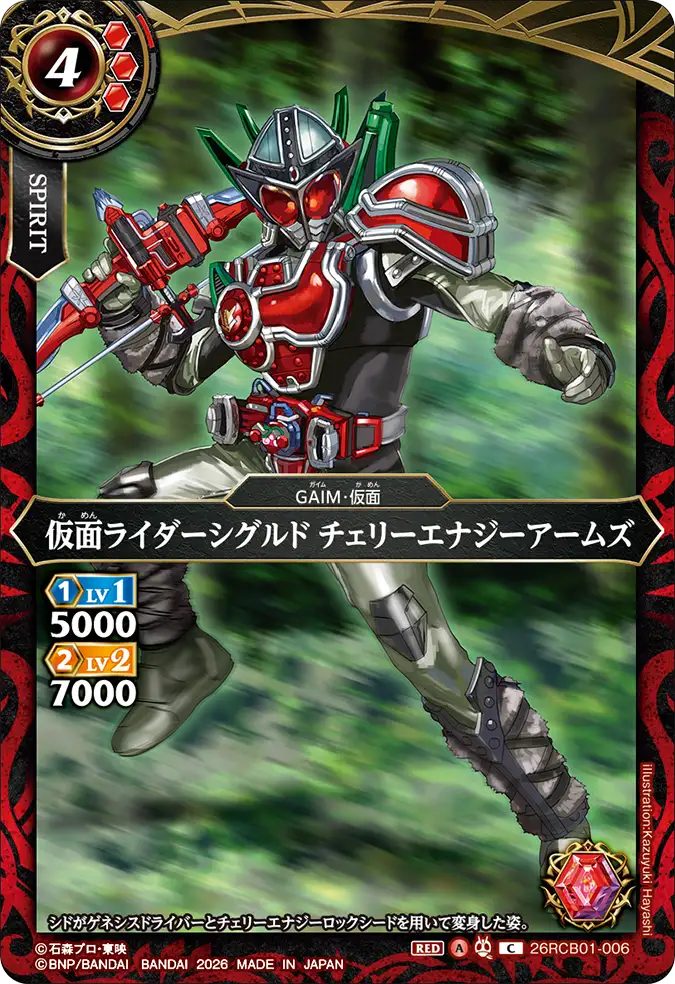 4
SPIRIT
ガイム かめん
GAIM・仮面
かめん
仮面ライダーシグルド チェリーエナジーアームズ
1 LV1
5000
2 LV2
7000
illustration:Kazuyuki Hayashi
シドがゲネシスドライバーとチェリーエナジーロックシードを用いて変身した姿。
©石森プロ・東映
©BNP/BANDAI BANDAI 2026 MADE IN JAPAN
RED A C 26RCB01-006